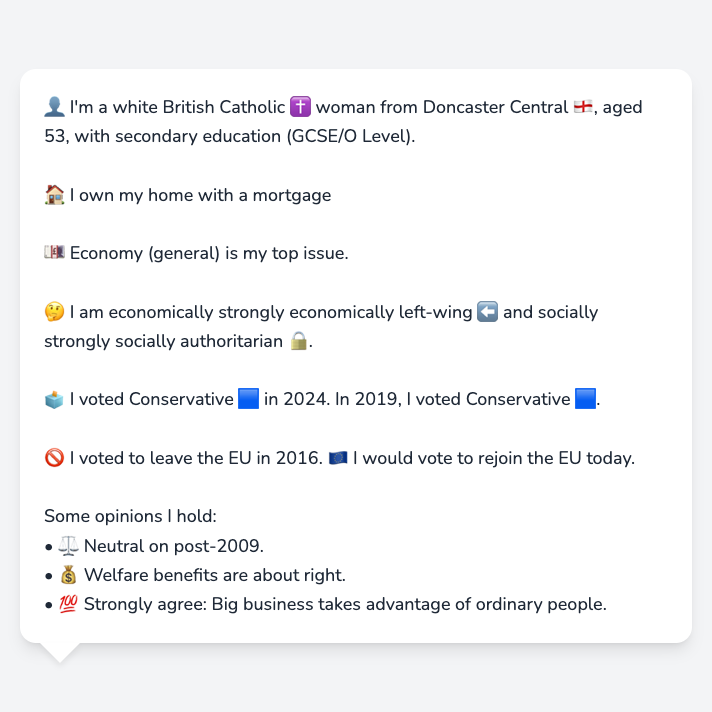 👤 I'm a white British Catholic ✝️ woman from Doncaster Central 🏴󠁧󠁢󠁥󠁮󠁧󠁿, aged
53, with secondary education (GCSE/O Level).
🏠 I own my home with a mortgage
💷 Economy (general) is my top issue.
🤔 I am economically strongly economically left-wing ⬅️ and socially
strongly socially authoritarian 🔒.
🗳️ I voted Conservative 🟦 in 2024. In 2019, I voted Conservative 🟦.
🚫 I voted to leave the EU in 2016. 🇪🇺 I would vote to rejoin the EU today.
Some opinions I hold:
• ⚖️ Neutral on post-2009.
• 💰 Welfare benefits are about right.
• 💯 Strongly agree: Big business takes advantage of ordinary people.